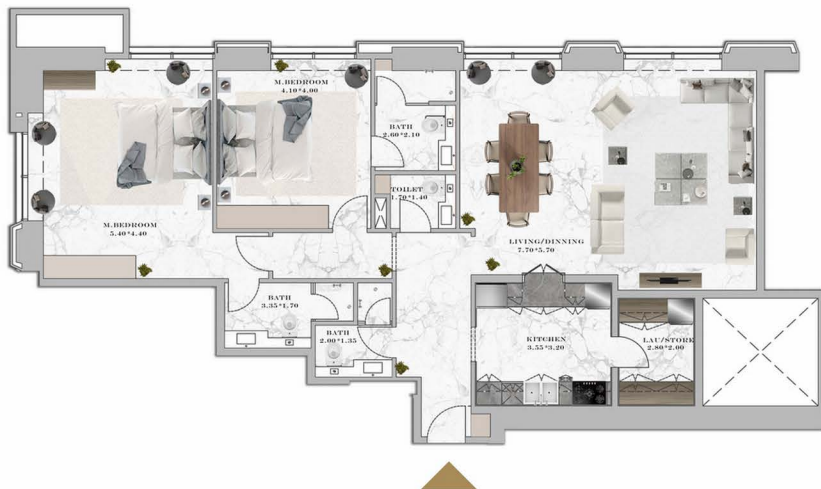 M.BEDROOM
4.10*4.00
BATH
2.60*2.10
TOILET
1.70*1.40
M.BEDROOM
5.40*4.40
LIVING/DINNING
7.70*5.70
BATH
3.35*1.70
BATH
2.00*1.35
KITCHEN
3.55*3.20
LAU/STORE
2.80*2.00